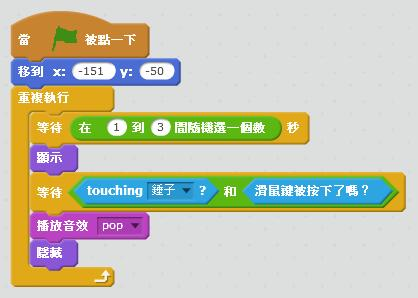 當 被點一下
移到 x: -151 y: -50
重複執行
等待 在 1 到 3 間隨機選一個數 秒
顯示
等待 touching 錘子 ? 和 滑鼠鍵被按下了嗎？
播放音效 pop
隱藏